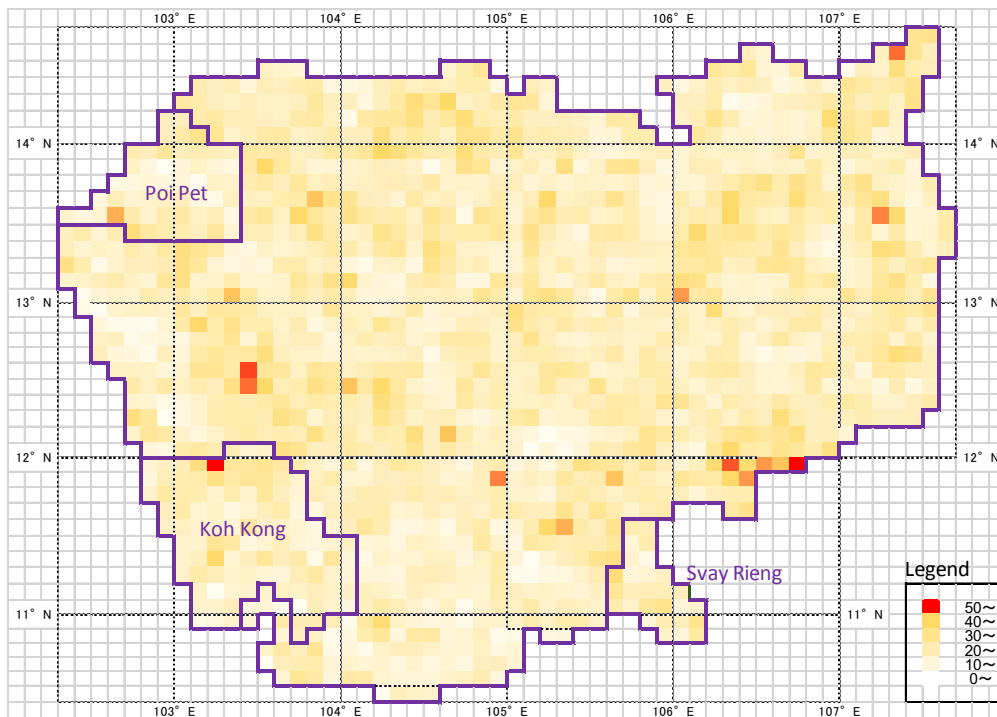 103° E 104° E 105° E 106° E 107° E
14° N 14° N
Poi Pet
13° N 13° N
12° N 12° N
Koh Kong
Svay Rieng
Legend
50～
40～
30～
20～
10～
0～
11° N 11° N
103° E 104° E 105° E 106° E 107° E